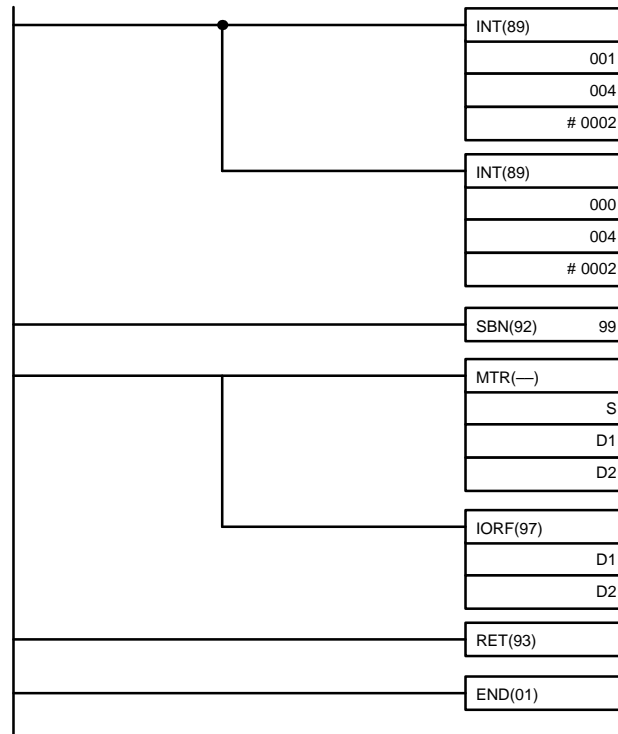 INT(89)
001
004
# 0002
INT(89)
000
004
# 0002
SBN(92) 99
MTR(––)
S
D1
D2
IORF(97)
D1
D2
RET(93)
END(01)